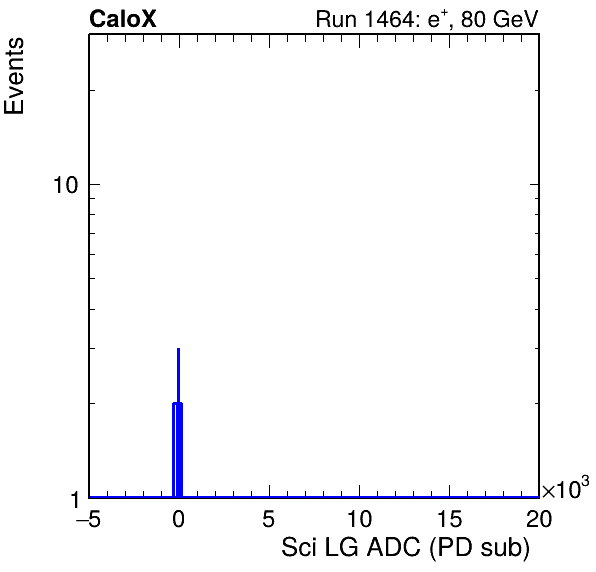 CaloX Run 1464: e⁺, 80 GeV
Events
10
1
−5 0 5 10 15 20
×10³
Sci LG ADC (PD sub)